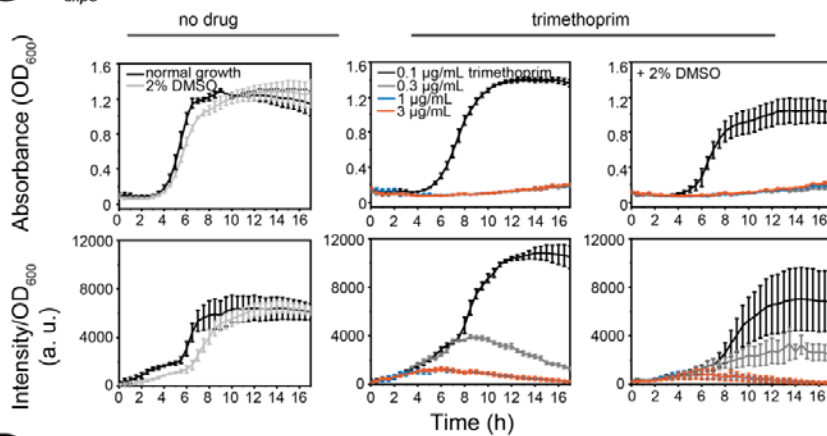 no drug
trimethoprim
Absorbance (OD600)
1.6
1.2
0.8
0.4
0
normal growth
2% DMSO
0 2 4 6 8 10 12 14 16
1.6
1.2
0.8
0.4
0
0.1 µg/mL trimethoprim
0.3 µg/mL
1 µg/mL
3 µg/mL
0 2 4 6 8 10 12 14 16
1.6
1.2
0.8
0.4
0
+ 2% DMSO
0 2 4 6 8 10 12 14 16
Intensity/OD600
(a. u.)
12000
8000
4000
0
0 2 4 6 8 10 12 14 16
12000
8000
4000
0
0 2 4 6 8 10 12 14 16
12000
8000
4000
0
0 2 4 6 8 10 12 14 16
Time (h)